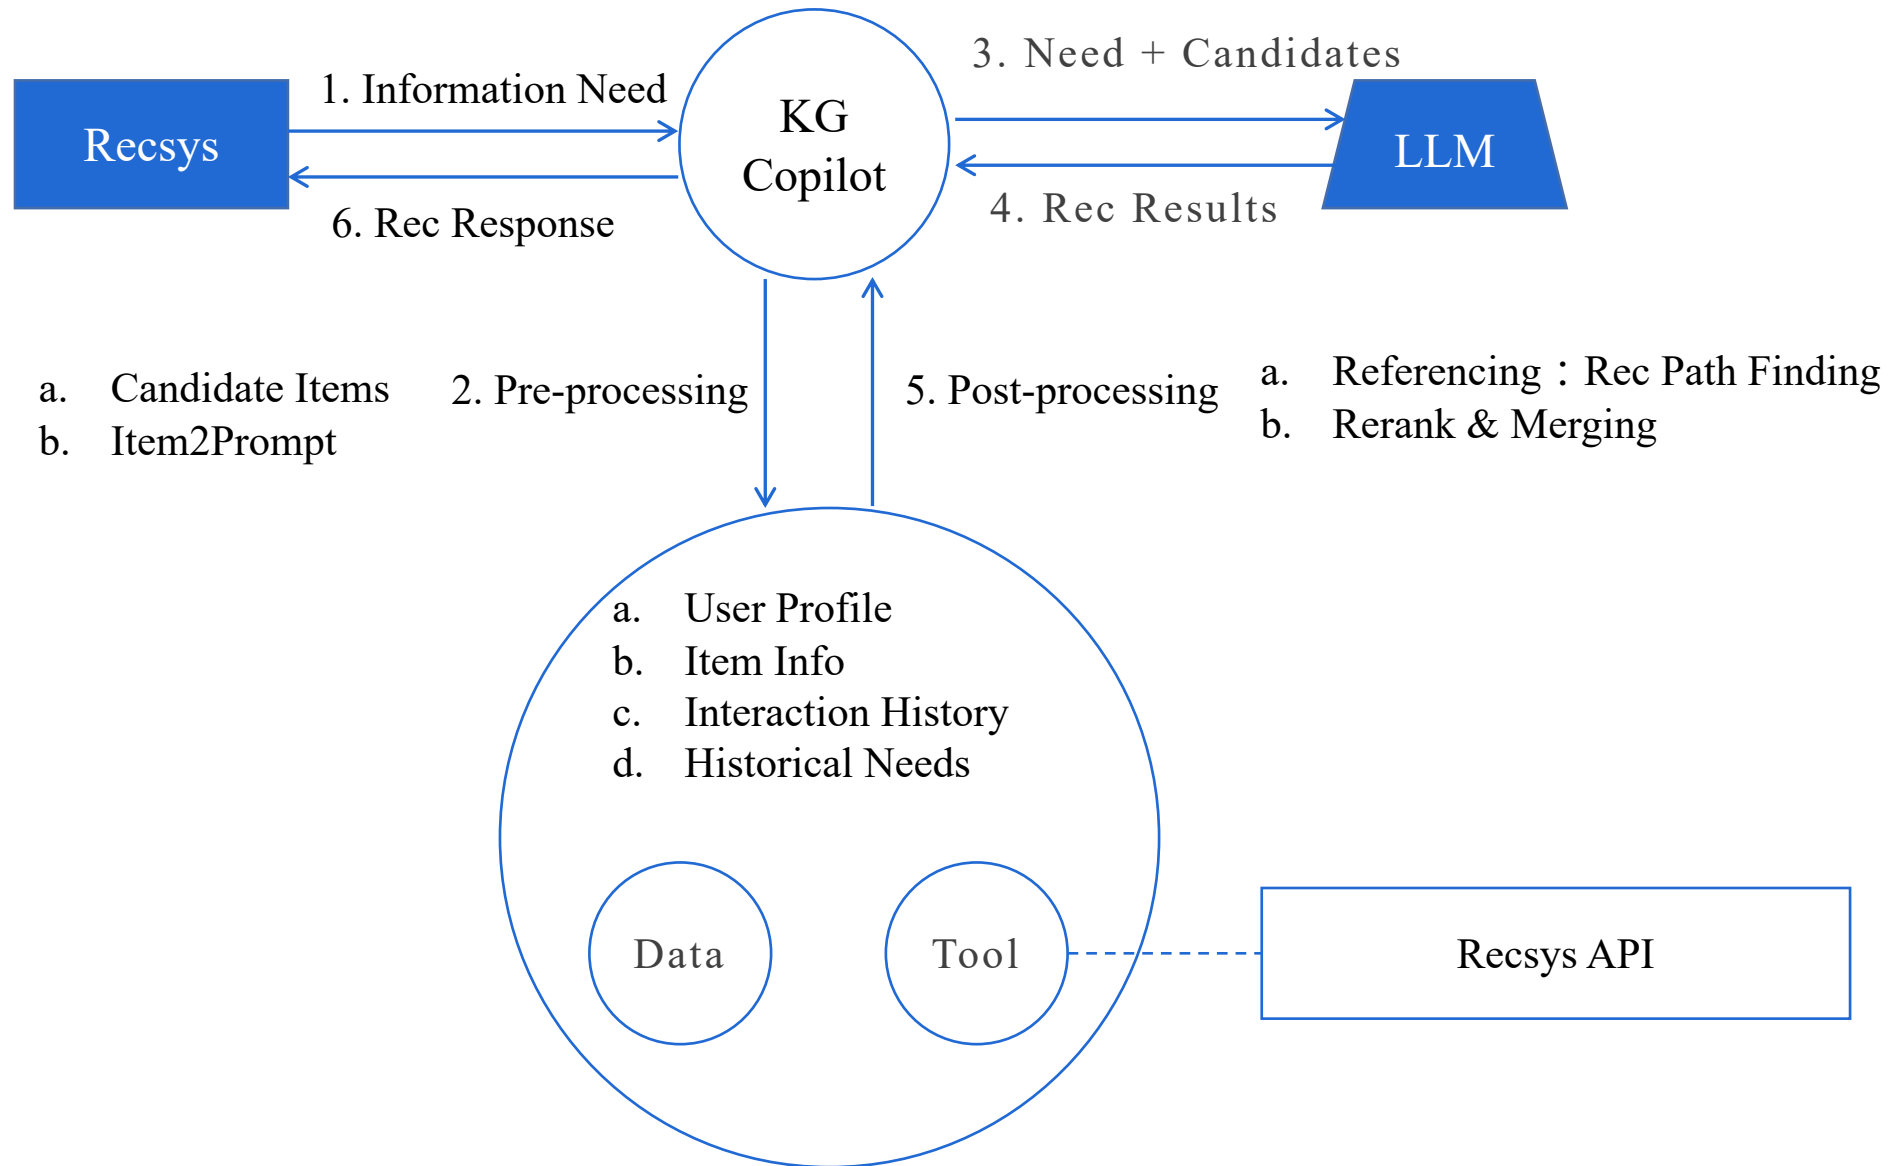 3. Need + Candidates
1. Information Need
KG
Copilot
Recsys
LLM
4. Rec Results
6. Rec Response
a. Candidate Items
b. Item2Prompt
2. Pre-processing
5. Post-processing
a. Referencing：Rec Path Finding
b. Rerank & Merging
a. User Profile
b. Item Info
c. Interaction History
d. Historical Needs
Data
Tool
Recsys API